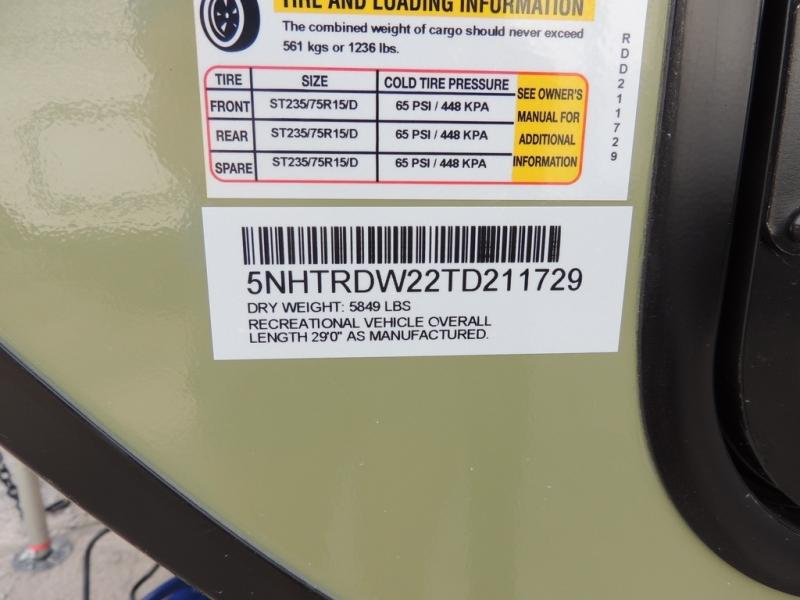 TIRE AND LOADING INFORMATION
The combined weight of cargo should never exceed
561 kgs or 1236 lbs.
TIRE SIZE COLD TIRE PRESSURE SEE OWNER'S MANUAL FOR ADDITIONAL INFORMATION
FRONT ST235/75R15/D 65 PSI / 448 KPA
REAR ST235/75R15/D 65 PSI / 448 KPA
SPARE ST235/75R15/D 65 PSI / 448 KPA
RDD211729
5NHTRDW22TD211729
DRY WEIGHT: 5849 LBS
RECREATIONAL VEHICLE OVERALL
LENGTH 29'0" AS MANUFACTURED.